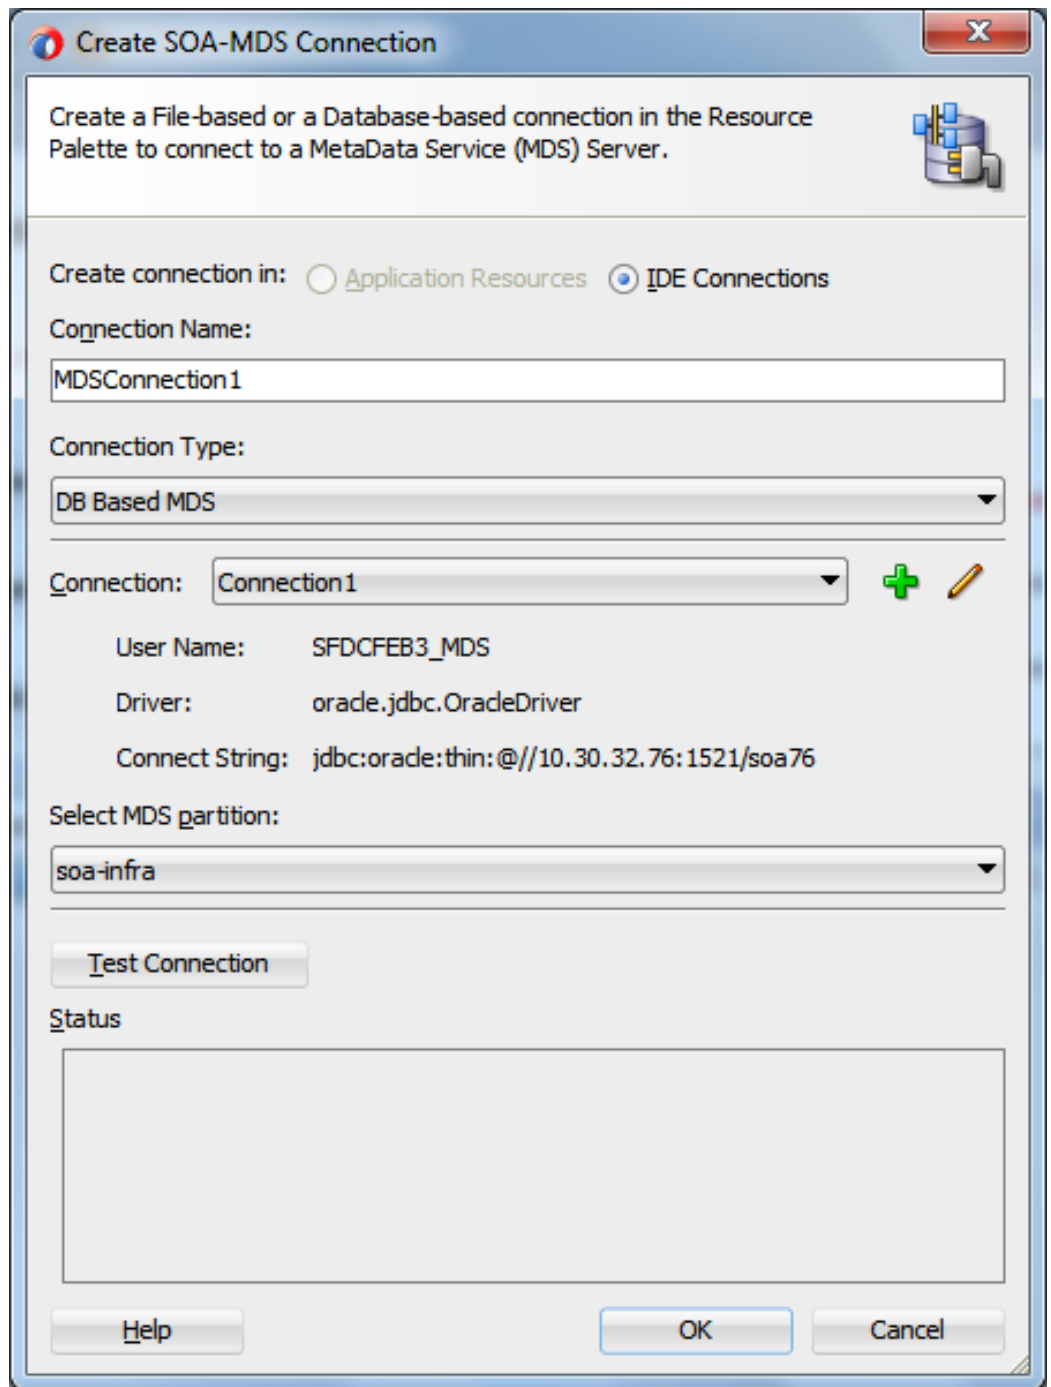 Create SOA-MDS Connection
Create a File-based or a Database-based connection in the Resource
Palette to connect to a MetaData Service (MDS) Server.
Create connection in: Application Resources IDE Connections
Connection Name:
MDSConnection1
Connection Type:
DB Based MDS
Connection: Connection1
User Name: SFDCFEB3_MDS
Driver: oracle.jdbc.OracleDriver
Connect String: jdbc:oracle:thin:@//10.30.32.76:1521/soa76
Select MDS partition:
soa-infra
Test Connection
Status
Help OK Cancel